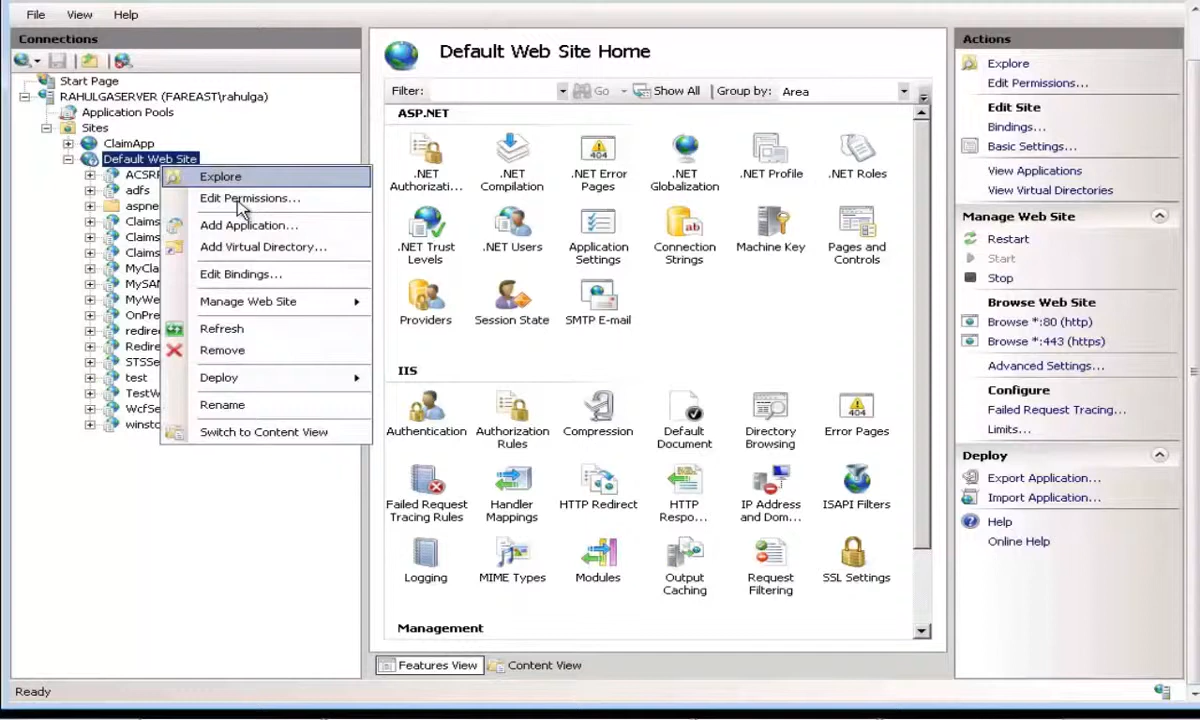 File View Help
Connections
Start Page
RAHULGASERVER (FAREAST\rahulga)
Application Pools
Sites
ClaimApp
Default Web Site
ACSRP
adfs
aspne
Claims
Claims
Claims
MyCla
MySAM
MyWe
OnPre
redire
Redire
STSSe
test
TestW
WcfSe
winsto
Explore
Edit Permissions...
Add Application...
Add Virtual Directory...
Edit Bindings...
Manage Web Site
Refresh
Remove
Deploy
Rename
Switch to Content View
Default Web Site Home
Filter: Go Show All Group by: Area
ASP.NET
.NET Authorizati...
.NET Compilation
.NET Error Pages
.NET Globalization
.NET Profile
.NET Roles
.NET Trust Levels
.NET Users
Application Settings
Connection Strings
Machine Key
Pages and Controls
Providers
Session State
SMTP E-mail
IIS
Authentication
Authorization Rules
Compression
Default Document
Directory Browsing
Error Pages
Failed Request Tracing Rules
Handler Mappings
HTTP Redirect
HTTP Respo...
IP Address and Dom...
ISAPI Filters
Logging
MIME Types
Modules
Output Caching
Request Filtering
SSL Settings
Management
Features View Content View
Actions
Explore
Edit Permissions...
Edit Site
Bindings...
Basic Settings...
View Applications
View Virtual Directories
Manage Web Site
Restart
Start
Stop
Browse Web Site
Browse *:80 (http)
Browse *:443 (https)
Advanced Settings...
Configure
Failed Request Tracing...
Limits...
Deploy
Export Application...
Import Application...
Help
Online Help
Ready